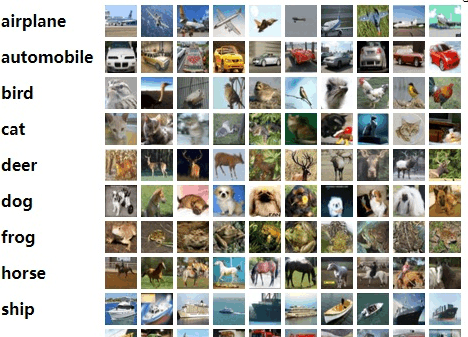 airplane
automobile
bird
cat
deer
dog
frog
horse
ship